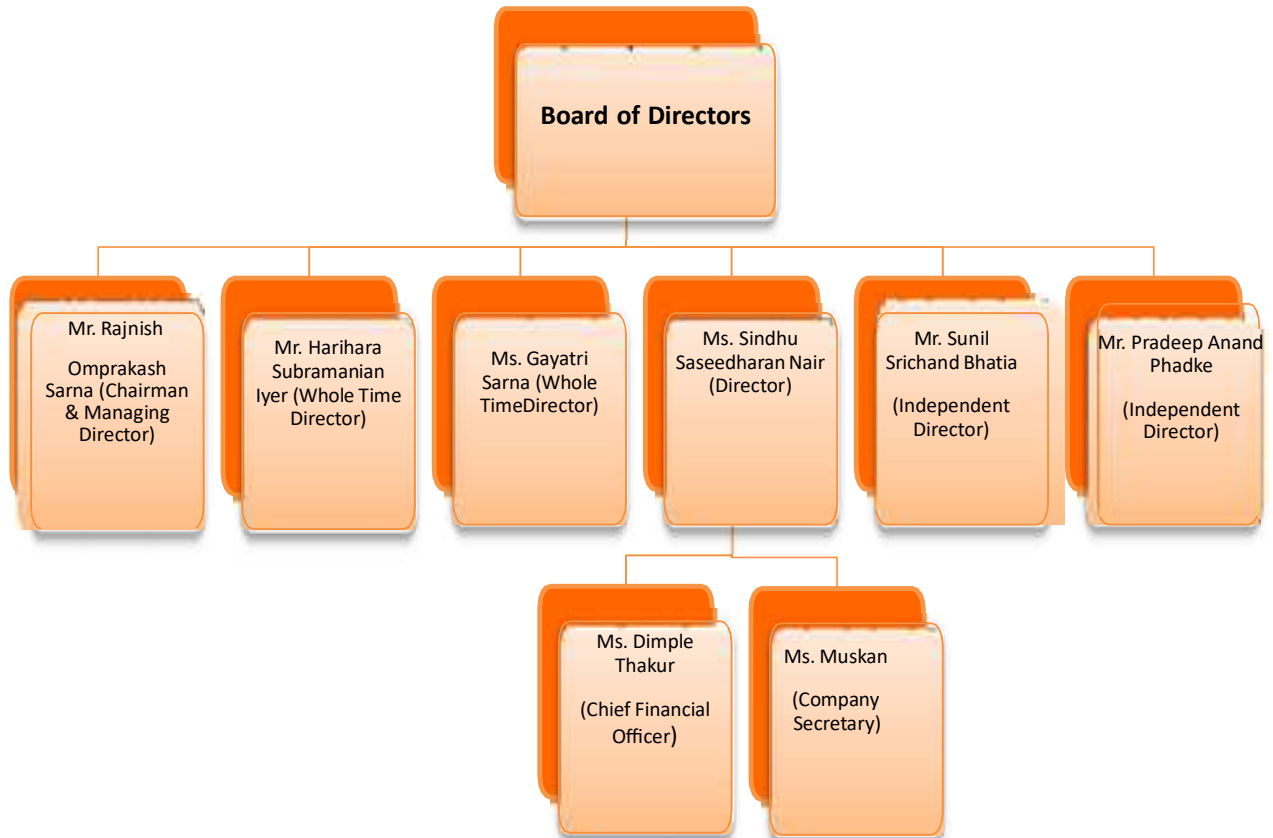 Board of Directors
Mr. Rajnish
Omprakash
Sarna (Chairman
& Managing
Director)
Mr. Harihara
Subramanian
Iyer (Whole Time
Director)
Ms. Gayatri
Sarna (Whole
TimeDirector)
Ms. Sindhu
Saseedharan Nair
(Director)
Mr. Sunil
Srichand Bhatia
(Independent
Director)
Mr. Pradeep Anand
Phadke
(Independent
Director)
Ms. Dimple
Thakur
(Chief Financial
Officer)
Ms. Muskan
(Company
Secretary)